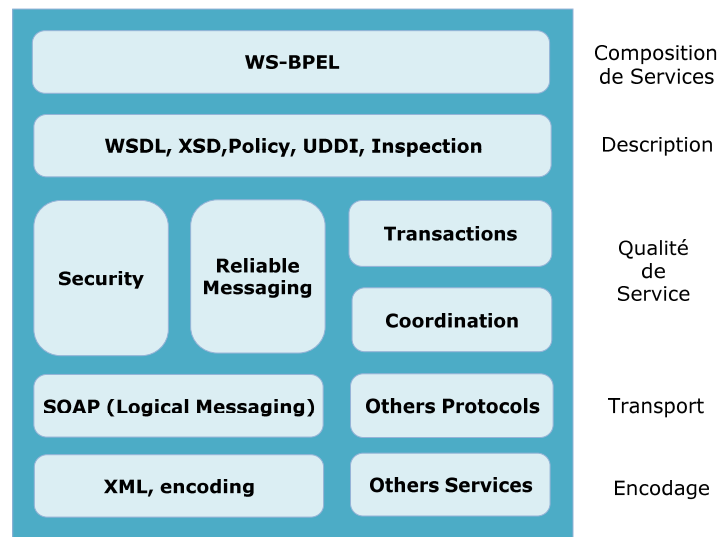 WS-BPEL
Composition
de Services
WSDL, XSD,Policy, UDDI, Inspection
Description
Security
Reliable
Messaging
Transactions
Coordination
Qualité
de
Service
SOAP (Logical Messaging)
Others Protocols
Transport
XML, encoding
Others Services
Encodage